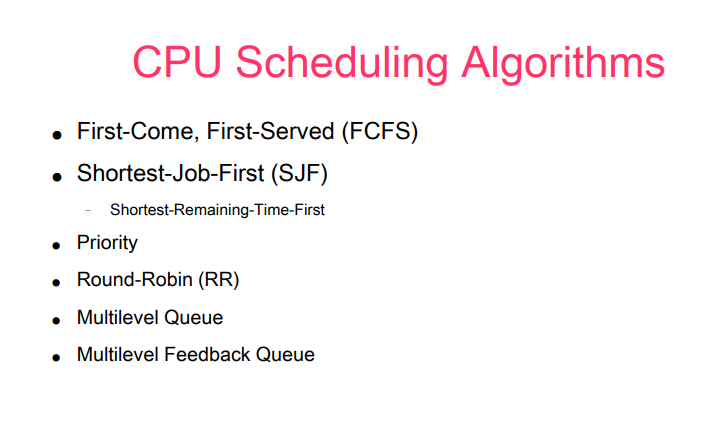 CPU Scheduling Algorithms
● First-Come, First-Served (FCFS)
● Shortest-Job-First (SJF)
– Shortest-Remaining-Time-First
● Priority
● Round-Robin (RR)
● Multilevel Queue
● Multilevel Feedback Queue